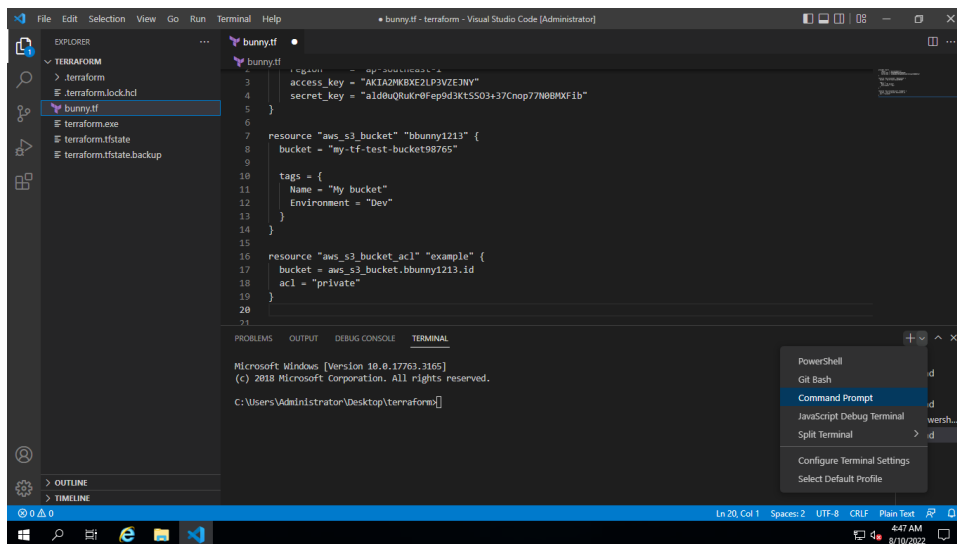 File Edit Selection View Go Run Terminal Help
● bunny.tf - terraform - Visual Studio Code [Administrator]
EXPLORER
TERRAFORM
.terraform
.terraform.lock.hcl
bunny.tf
terraform.exe
terraform.tfstate
terraform.tfstate.backup
OUTLINE
TIMELINE
bunny.tf ●
bunny.tf
region = "ap-southeast-1"
3 access_key = "AKIA2MKBXE2LP3VZEJNY"
4 secret_key = "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"
5 }
6
7 resource "aws_s3_bucket" "bbunny1213" {
8 bucket = "my-tf-test-bucket98765"
9
10 tags = {
11 Name = "My bucket"
12 Environment = "Dev"
13 }
14 }
15
16 resource "aws_s3_bucket_acl" "example" {
17 bucket = aws_s3_bucket.bbunny1213.id
18 acl = "private"
19 }
20
21
PROBLEMS OUTPUT DEBUG CONSOLE TERMINAL
Microsoft Windows [Version 10.0.17763.3165]
(c) 2018 Microsoft Corporation. All rights reserved.
C:\Users\Administrator\Desktop\terraform>
PowerShell
Git Bash
Command Prompt
JavaScript Debug Terminal
Split Terminal
Configure Terminal Settings
Select Default Profile
0 0
Ln 20, Col 1 Spaces: 2 UTF-8 CRLF Plain Text
4:47 AM
8/10/2022